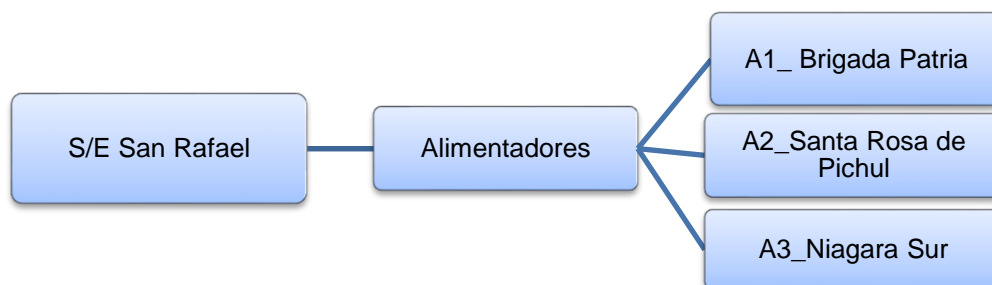 S/E San Rafael
Alimentadores
A1_ Brigada Patria
A2_Santa Rosa de
Pichul
A3_Niagara Sur